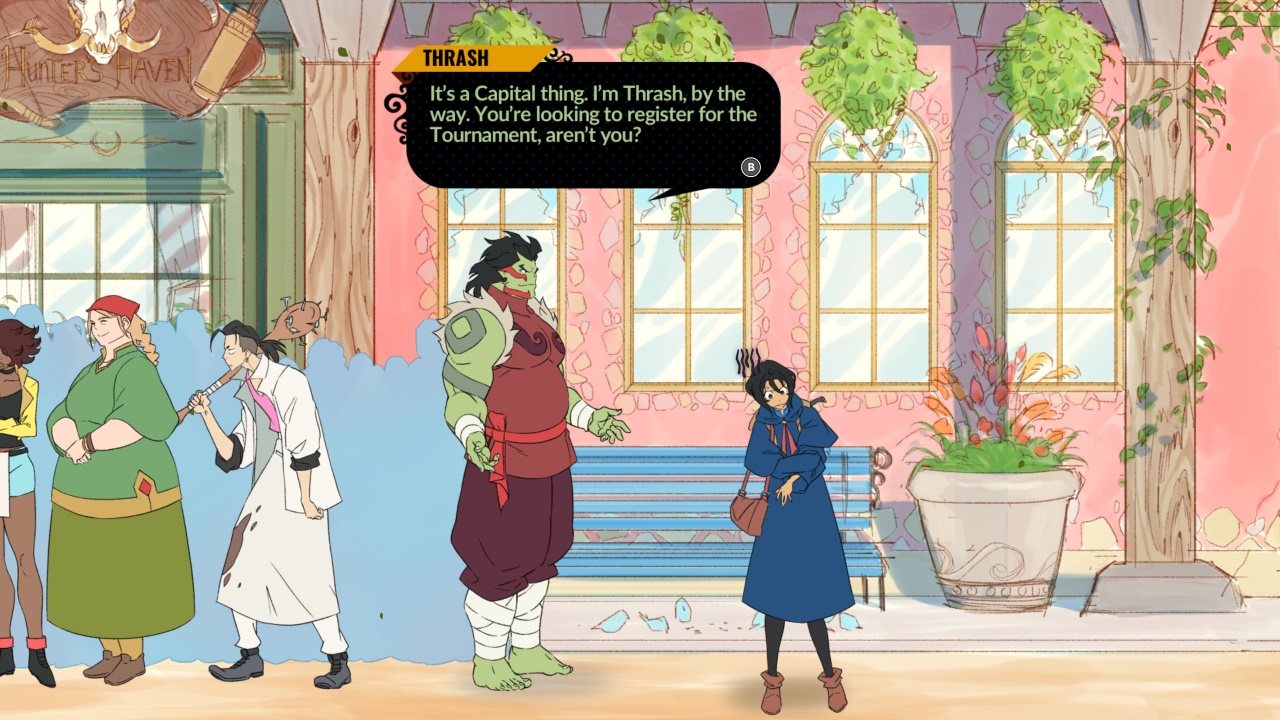 HUNTER'S HAVEN
THRASH
It's a Capital thing. I'm Thrash, by the
way. You're looking to register for the
Tournament, aren't you?
B